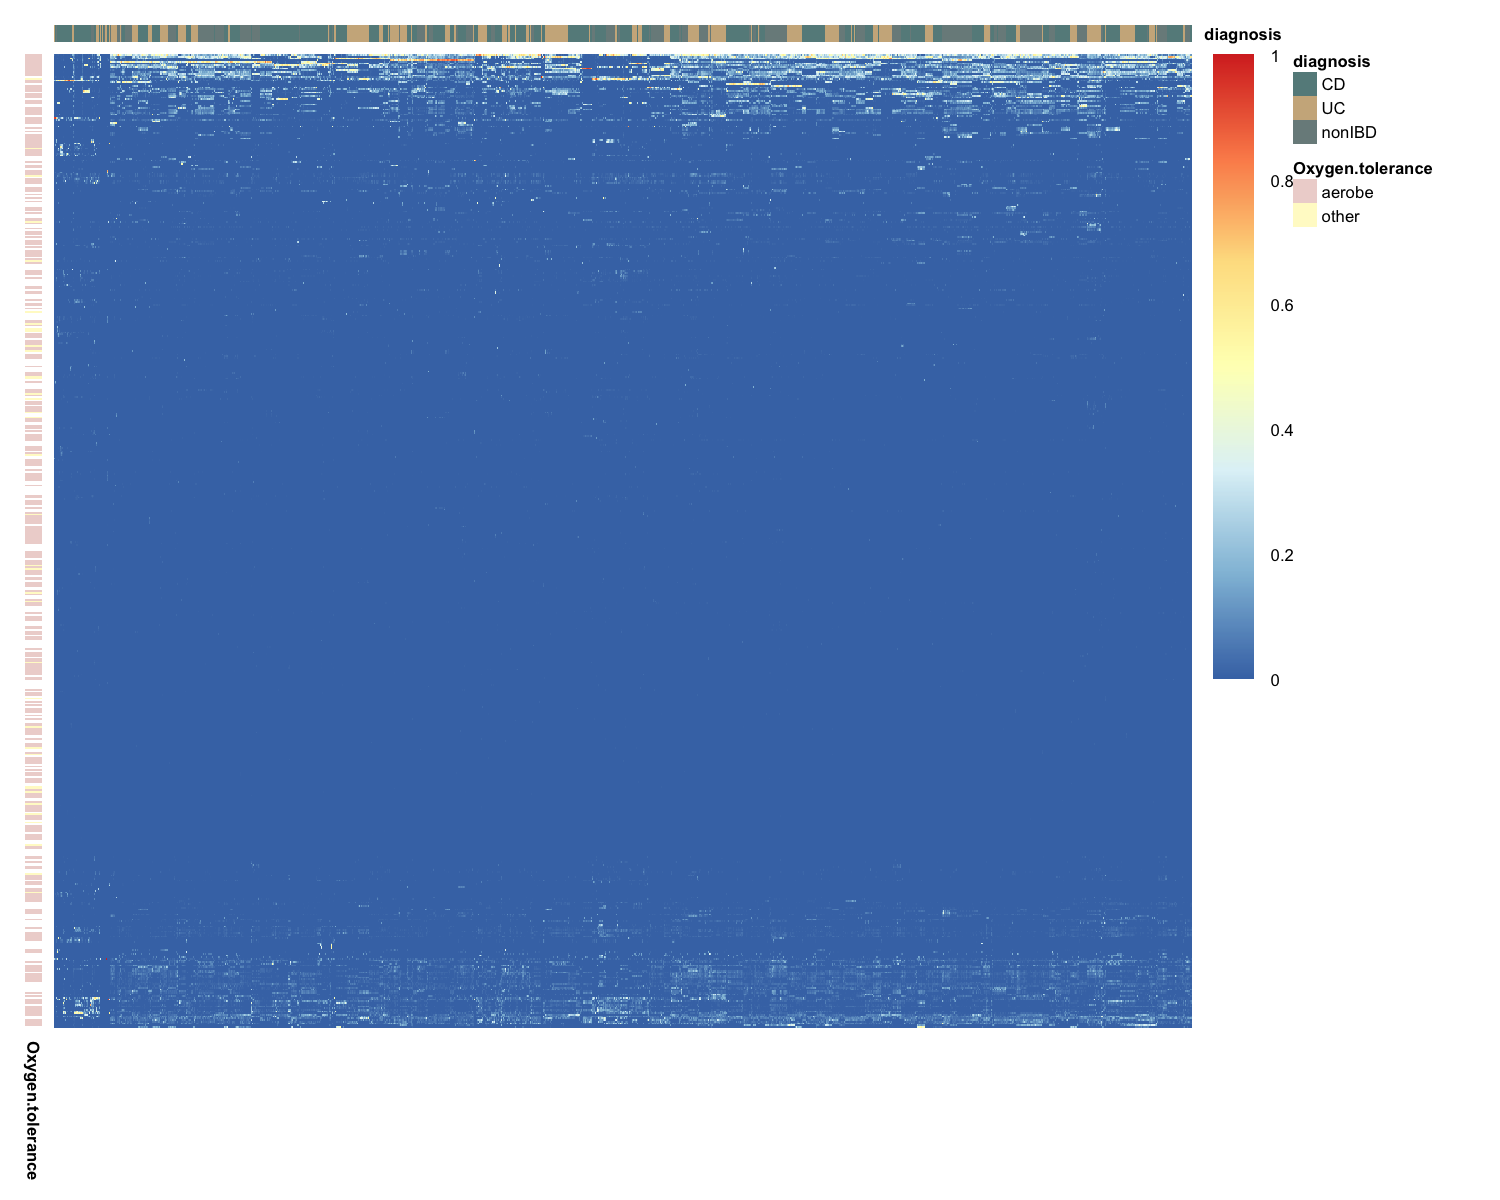 diagnosis
1
0.8
0.6
0.4
0.2
0
diagnosis
CD
UC
nonIBD
Oxygen.tolerance
aerobe
other
Oxygen.tolerance